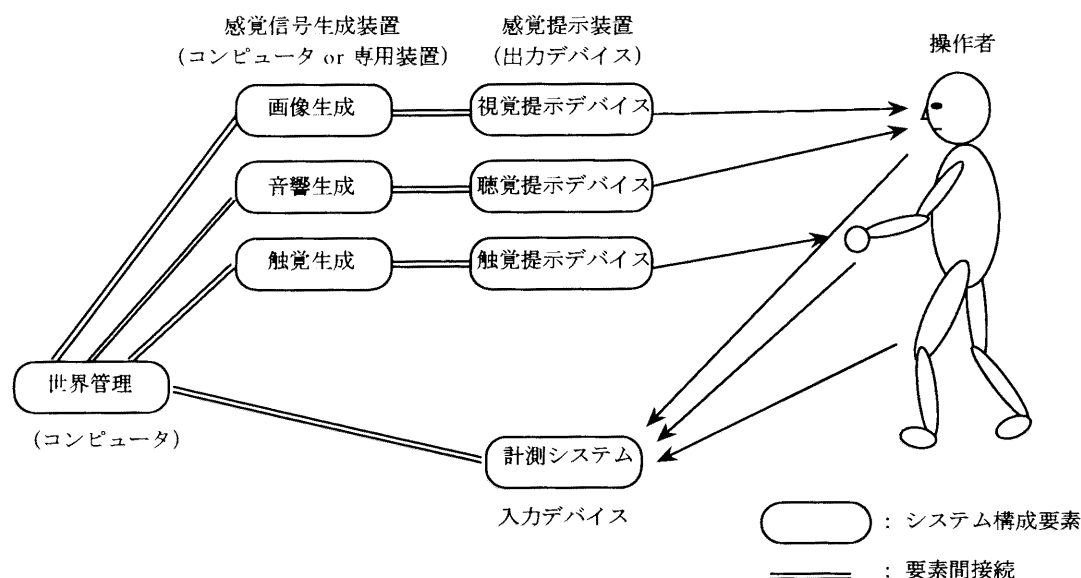 感覚信号生成装置
(コンピュータ or 専用装置)
感覚提示装置
(出力デバイス)
操作者
画像生成
視覚提示デバイス
音響生成
聴覚提示デバイス
触覚生成
触覚提示デバイス
世界管理
(コンピュータ)
計測システム
入力デバイス
: システム構成要素
: 要素間接続